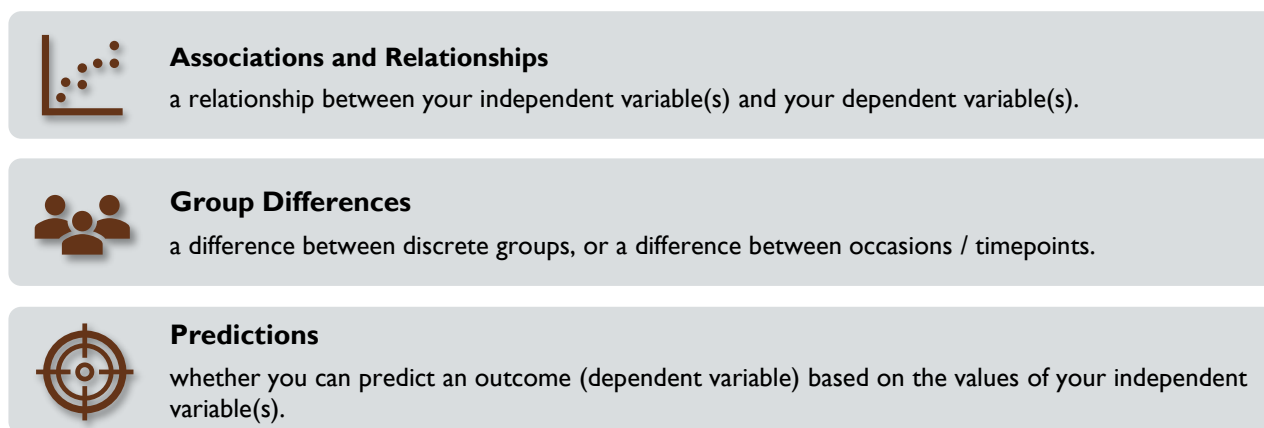 Associations and Relationships
a relationship between your independent variable(s) and your dependent variable(s).
Group Differences
a difference between discrete groups, or a difference between occasions / timepoints.
Predictions
whether you can predict an outcome (dependent variable) based on the values of your independent
variable(s).